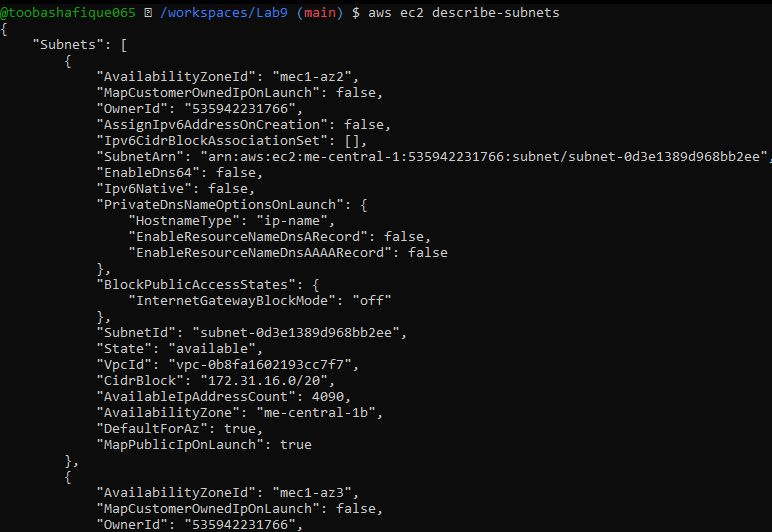 @toobashafique065 /workspaces/Lab9 (main) $ aws ec2 describe-subnets
{
    "Subnets": [
        {
            "AvailabilityZoneId": "mec1-az2",
            "MapCustomerOwnedIpOnLaunch": false,
            "OwnerId": "535942231766",
            "AssignIpv6AddressOnCreation": false,
            "Ipv6CidrBlockAssociationSet": [],
            "SubnetArn": "arn:aws:ec2:me-central-1:535942231766:subnet/subnet-0d3e1389d968bb2ee",
            "EnableDns64": false,
            "Ipv6Native": false,
            "PrivateDnsNameOptionsOnLaunch": {
                "HostnameType": "ip-name",
                "EnableResourceNameDnsARecord": false,
                "EnableResourceNameDnsAAAARecord": false
            },
            "BlockPublicAccessStates": {
                "InternetGatewayBlockMode": "off"
            },
            "SubnetId": "subnet-0d3e1389d968bb2ee",
            "State": "available",
            "VpcId": "vpc-0b8fa1602193cc7f7",
            "CidrBlock": "172.31.16.0/20",
            "AvailableIpAddressCount": 4090,
            "AvailabilityZone": "me-central-1b",
            "DefaultForAz": true,
            "MapPublicIpOnLaunch": true
        },
        {
            "AvailabilityZoneId": "mec1-az3",
            "MapCustomerOwnedIpOnLaunch": false,
            "OwnerId": "535942231766",